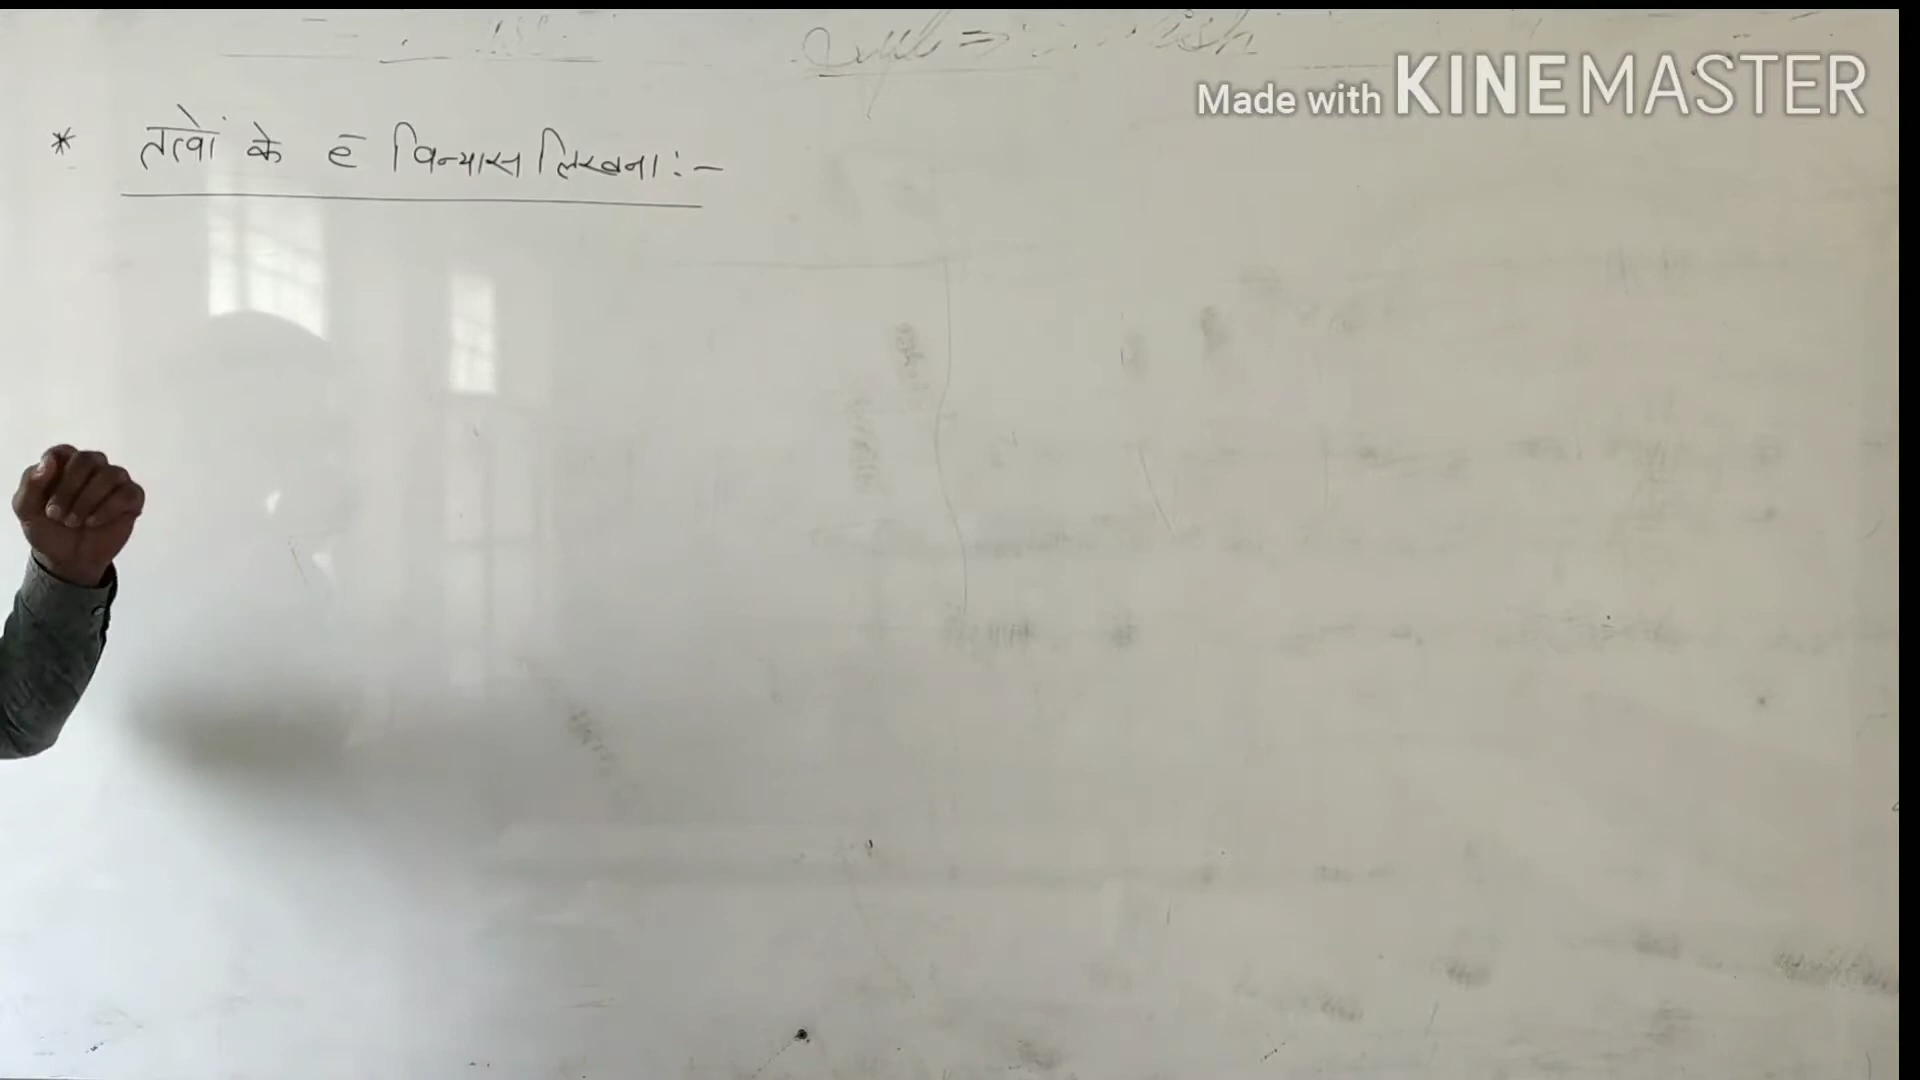 Made with KINEMASTER
* तत्वों के e̅ विन्यास लिखना :-